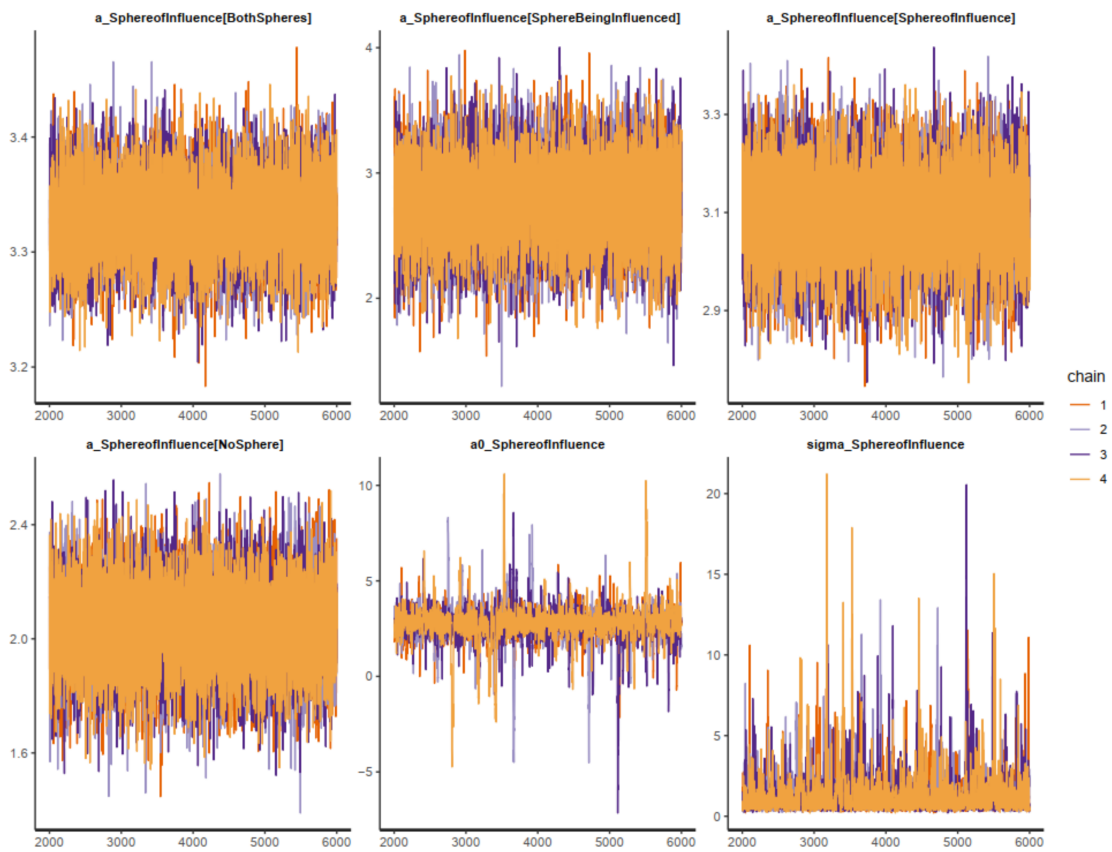 a_SphereofInfluence[BothSpheres] a_SphereofInfluence[SphereBeingInfluenced] a_SphereofInfluence[SphereofInfluence]
3.4
3.3
3.2
2000 3000 4000 5000 6000
4
3
2
2000 3000 4000 5000 6000
3.3
3.1
2.9
2000 3000 4000 5000 6000
chain
1
2
3
4
a_SphereofInfluence[NoSphere] a0_SphereofInfluence sigma_SphereofInfluence
2.4
2.0
1.6
2000 3000 4000 5000 6000
10
5
0
−5
2000 3000 4000 5000 6000
20
15
10
5
0
2000 3000 4000 5000 6000